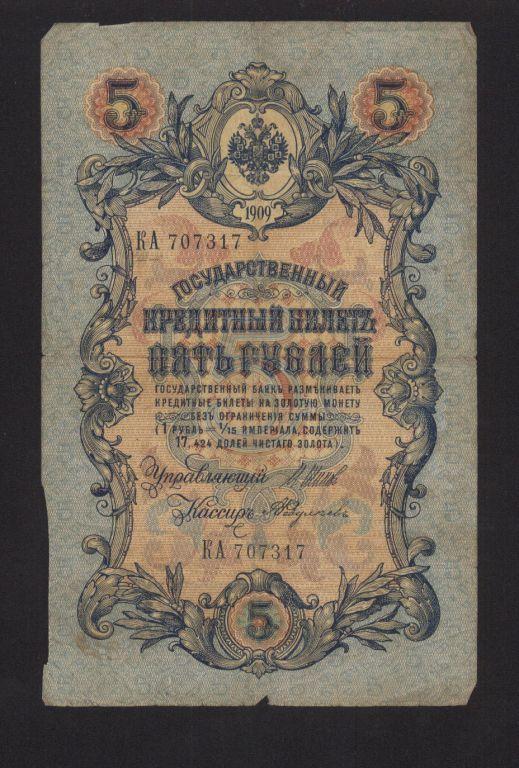 5 5
1909
КА 707317
ГОСУДАРСТВЕННЫЙ
КРЕДИТНЫЙ БИЛЕТЪ
ПЯТЬ РУБЛЕЙ
ГОСУДАРСТВЕННЫЙ БАНКЪ РАЗМѢНИВАЕТЪ
КРЕДИТНЫЕ БИЛЕТЫ НА ЗОЛОТУЮ МОНЕТУ
БЕЗЪ ОГРАНИЧЕНІЯ СУММЫ
(1 РУБЛЬ = 1/15 ИМПЕРІАЛА, СОДЕРЖИТЪ
17,424 ДОЛЕЙ ЧИСТАГО ЗОЛОТА).
Управляющій
Кассиръ
КА 707317
5